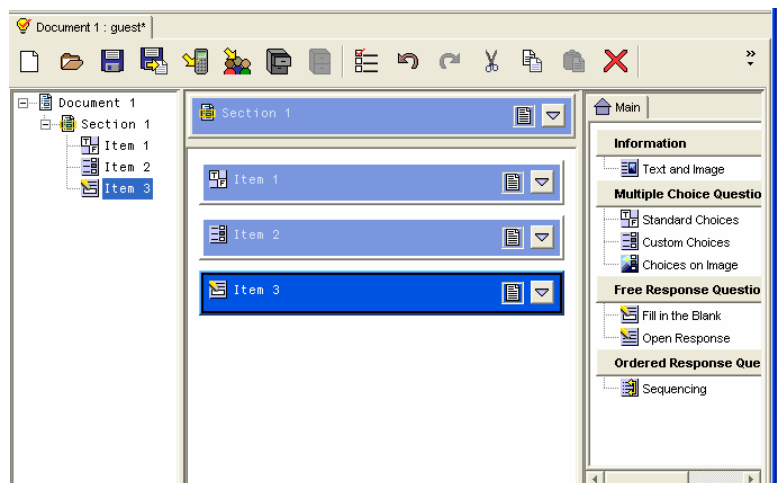 Document 1 : guest*
Document 1
Section 1
Item 1
Item 2
Item 3
Section 1
Item 1
Item 2
Item 3
Main
Information
Text and Image
Multiple Choice Questio
Standard Choices
Custom Choices
Choices on Image
Free Response Questio
Fill in the Blank
Open Response
Ordered Response Que
Sequencing